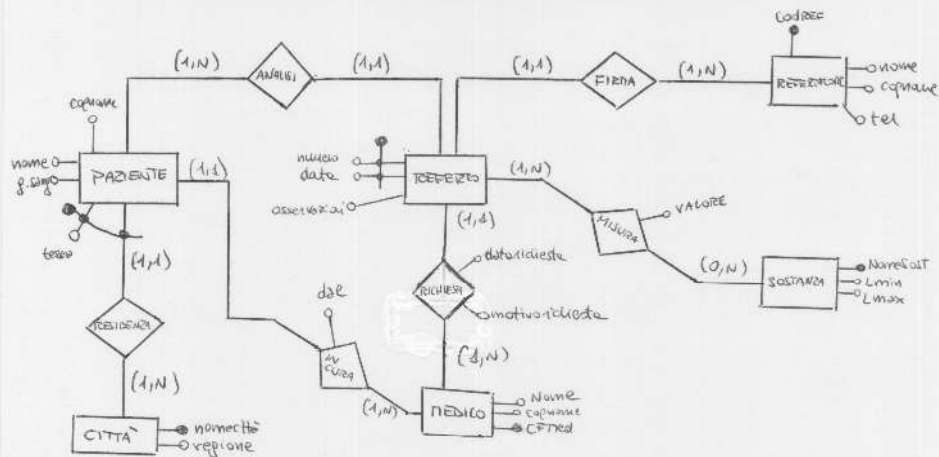 CodREF
(1,N)
ANALISI
(1,1)
(1,1)
FIRMA
(1,N)
REFERTATORE
nome
cognome
tel
cognome
nome
g.sang
PAZIENTE
(1,1)
numero
data
osservazioni
REFERTO
(1,N)
VALORE
MISURA
(1,1)
tessera
(1,1)
datarichiesta
RICHIESTA
motivorichiesta
(0,N)
SOSTANZA
NomeSost
Lmin
Lmax
dal
RESIDENZA
IN
CURA
(1,N)
(1,N)
(1,N)
MEDICO
Nome
cognome
CFMed
CITTÀ
nomecittà
regione